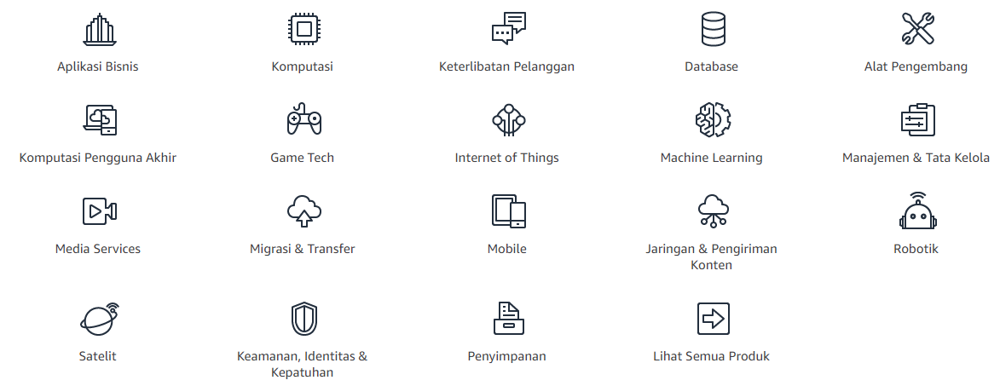 Aplikasi Bisnis
Komputasi
Keterlibatan Pelanggan
Database
Alat Pengembang
Komputasi Pengguna Akhir
Game Tech
Internet of Things
Machine Learning
Manajemen & Tata Kelola
Media Services
Migrasi & Transfer
Mobile
Jaringan & Pengiriman
Konten
Robotik
Satelit
Keamanan, Identitas &
Kepatuhan
Penyimpanan
Lihat Semua Produk